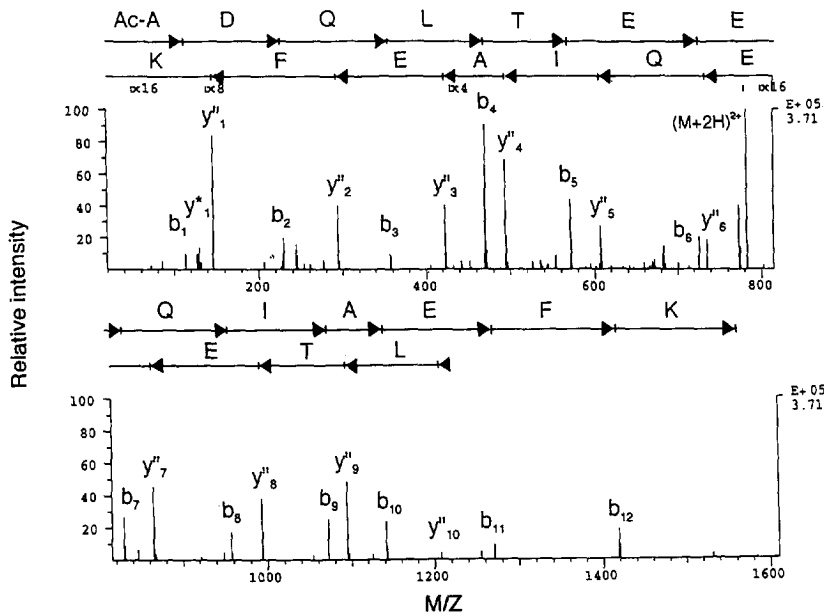 Ac-A D Q L T E E
K F E A I Q E
∝16 ∝8 ∝4 ∝16
100 80 60 40 20
E+05
3.71
b₁ y*₁ y"₁ b₂ y"₂ b₃ y"₃ b₄ y"₄ b₅ y"₅ b₆ y"₆ (M+2H)²⁺
200 400 600 800
Relative intensity
Q I A E F K
E T L
100 80 60 40 20
E+05
3.71
b₇ y"₇ b₈ y"₈ b₉ y"₉ b₁₀ y"₁₀ b₁₁ b₁₂
1000 1200 1400 1600
M/Z